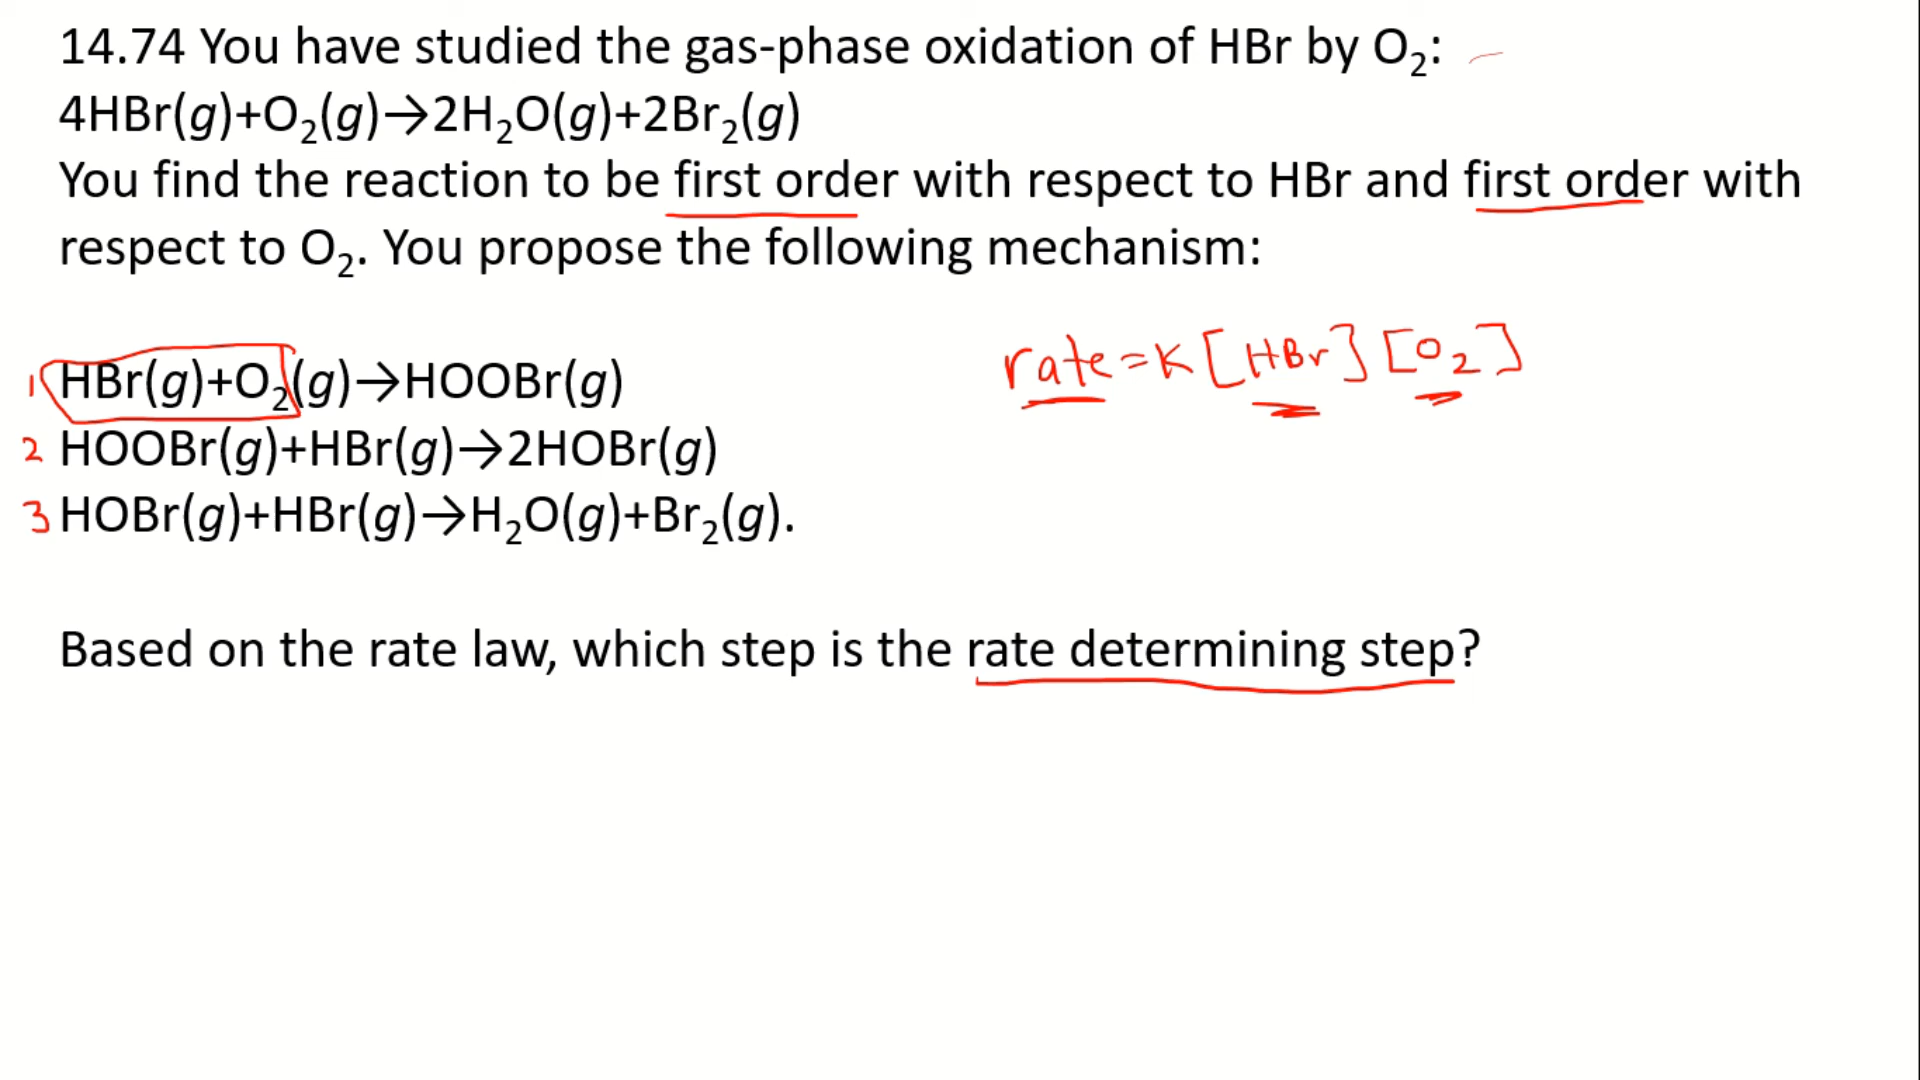 14.74 You have studied the gas-phase oxidation of HBr by O₂:
4HBr(g)+O₂(g)→2H₂O(g)+2Br₂(g)
You find the reaction to be first order with respect to HBr and first order with
respect to O₂. You propose the following mechanism:
rate=K[HBr][O₂]
1 HBr(g)+O₂(g)→HOOBr(g)
2 HOOBr(g)+HBr(g)→2HOBr(g)
3 HOBr(g)+HBr(g)→H₂O(g)+Br₂(g).
Based on the rate law, which step is the rate determining step?